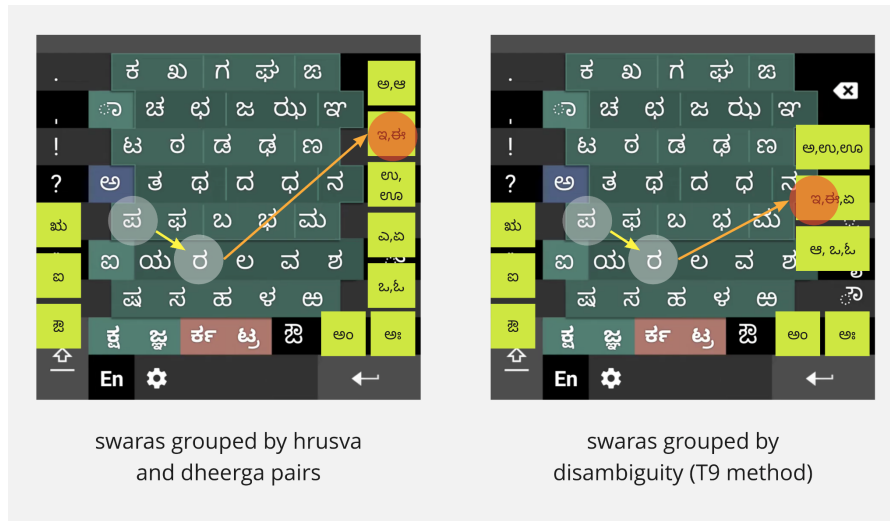 . ಕ ಖ ಗ ಘ ಙ ಅ,ಆ
, ಾ ಚ ಛ ಜ ಝ ಞ
! ಟ ಠ ಡ ಢ ಣ ಇ,ಈ
? ಅ ತ ಥ ದ ಧ ನ ಉ, ಊ
ಋ ಪ ಫ ಬ ಭ ಮ ಎ,ಏ
ಐ ಐ ಯ ರ ಲ ವ ಶ ಒ,ಓ
ಔ ಷ ಸ ಹ ಳ ಱ
ಕ್ಷ ಜ್ಞ ರ್ಕ ಟ್ರ ಔ ಅಂ ಅಃ
En
swaras grouped by hrusva
and dheerga pairs
. ಕ ಖ ಗ ಘ ಙ
, ಾ ಚ ಛ ಜ ಝ ಞ
! ಟ ಠ ಡ ಢ ಣ ಅ,ಉ,ಊ
? ಅ ತ ಥ ದ ಧ ನ ಇ,ಈ,ಏ
ಋ ಪ ಫ ಬ ಭ ಮ
ಐ ಐ ಯ ರ ಲ ವ ಶ ಆ, ಒ,ಓ
ಔ ಷ ಸ ಹ ಳ ಱ ೌ
ಕ್ಷ ಜ್ಞ ರ್ಕ ಟ್ರ ಔ ಅಂ ಅಃ
En
swaras grouped by
disambiguity (T9 method)